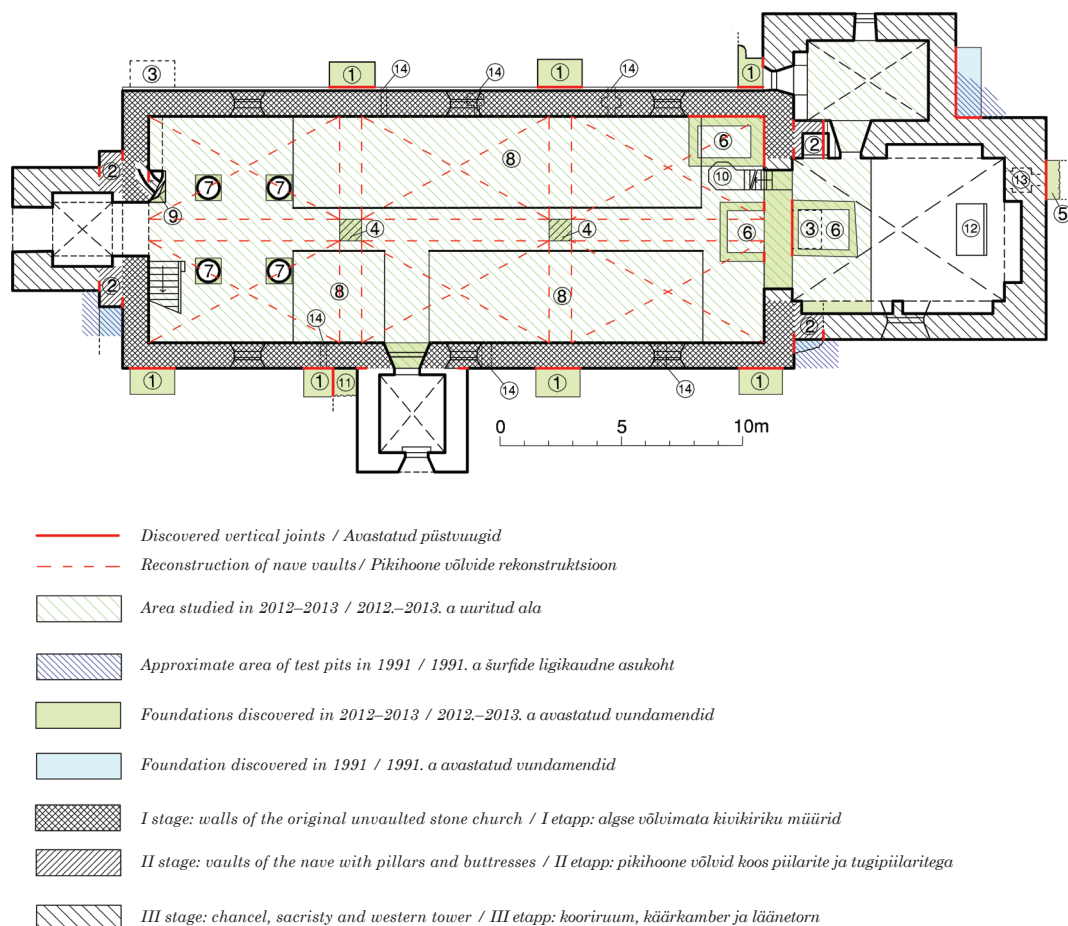 ③ ① ⑭ ⑭ ① ⑭ ①
② ⑥ ② ⑧ ⑩ ⑬
⑦ ⑦ ⑨ ④ ④ ⑥ ③ ⑥ ⑫ ⑤
⑦ ⑦ ② ⑧ ⑧ ⑭ ②
① ① ⑪ ① ⑭ ⑭ ①
0 5 10m
Discovered vertical joints / Avastatud püstvuugid
Reconstruction of nave vaults/ Pikihoone võlvide rekonstruktsioon
Area studied in 2012–2013 / 2012.–2013. a uuritud ala
Approximate area of test pits in 1991 / 1991. a šurfide ligikaudne asukoht
Foundations discovered in 2012–2013 / 2012.–2013. a avastatud vundamendid
Foundation discovered in 1991 / 1991. a avastatud vundamendid
I stage: walls of the original unvaulted stone church / I etapp: algse võlvimata kivikiriku müürid
II stage: vaults of the nave with pillars and buttresses / II etapp: pikihoone võlvid koos piilarite ja tugipiilaritega
III stage: chancel, sacristy and western tower / III etapp: kooriruum, käärkamber ja läänetorn